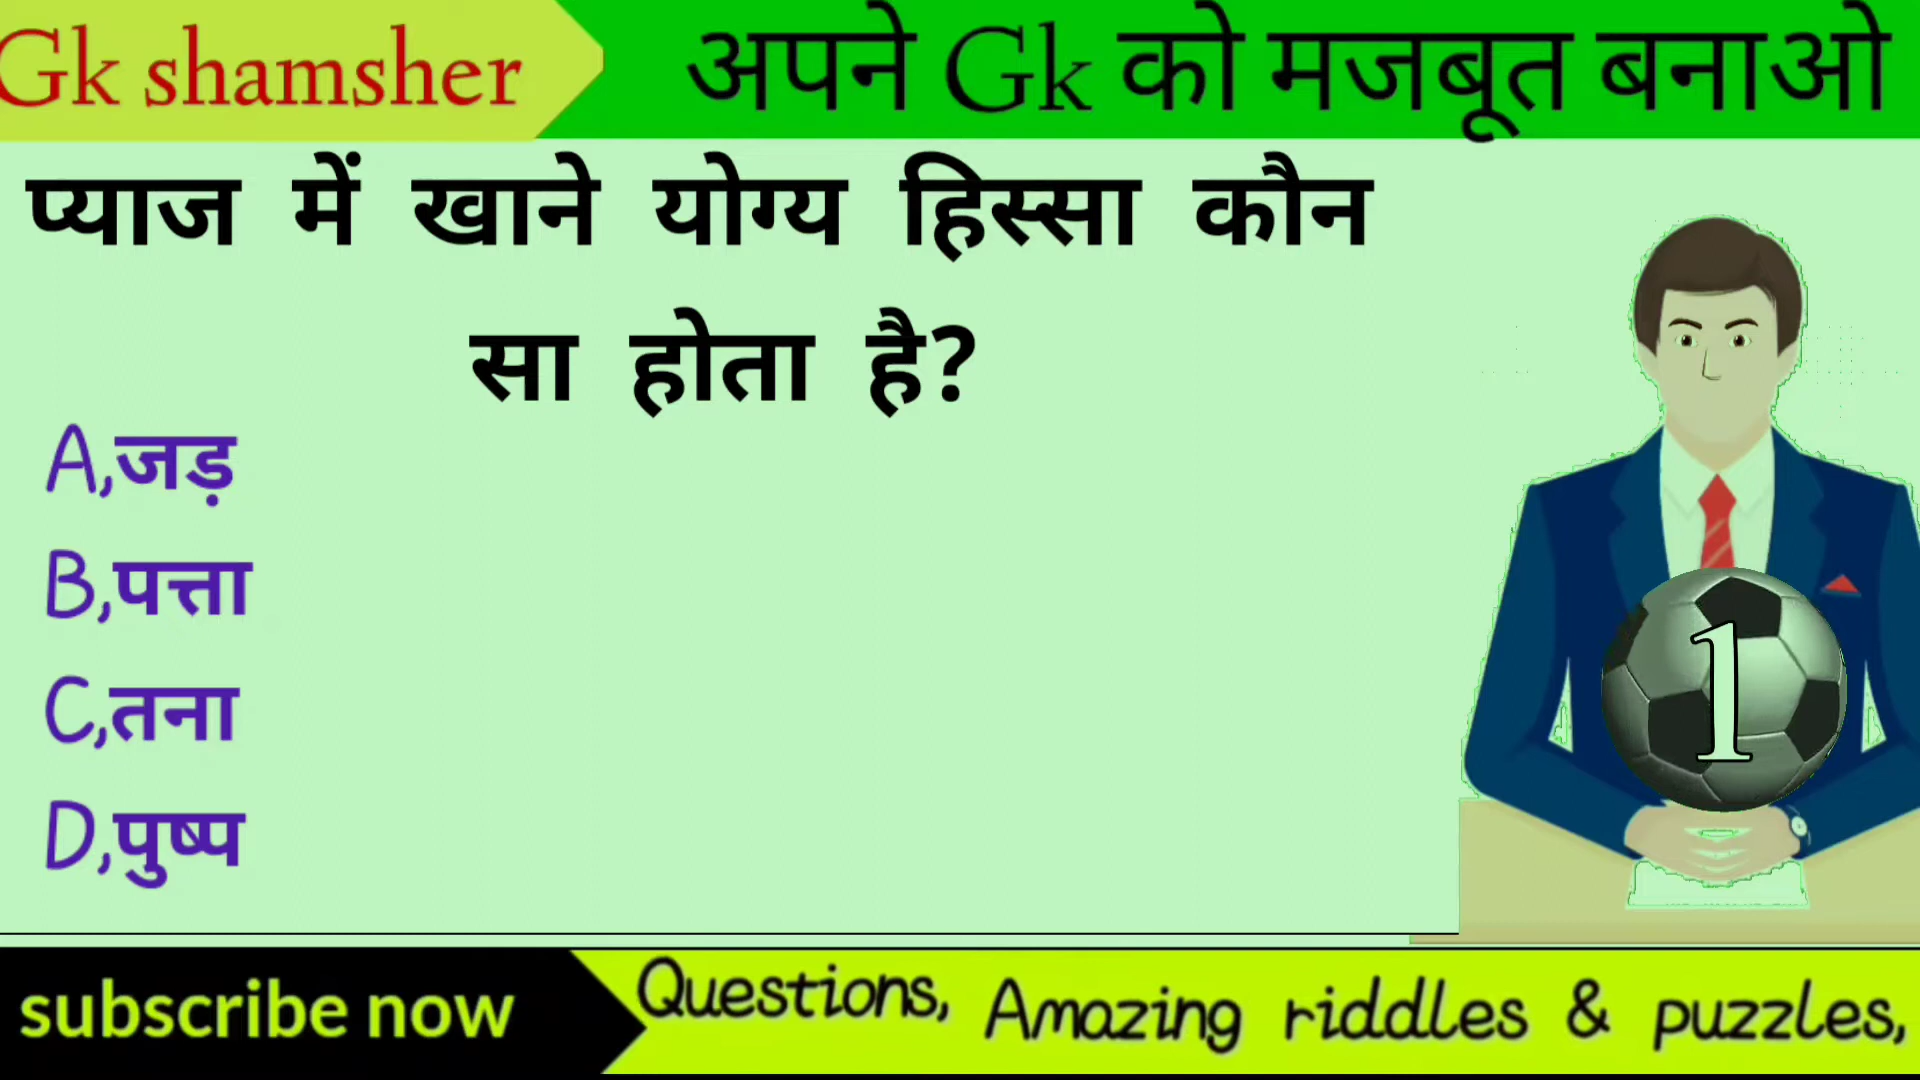 Gk shamsher
अपने Gk को मजबूत बनाओ
प्याज में खाने योग्य हिस्सा कौन
सा होता है?
A,जड़
B,पत्ता
C,तना
D,पुष्प
1
subscribe now
Questions, Amazing riddles & puzzles,